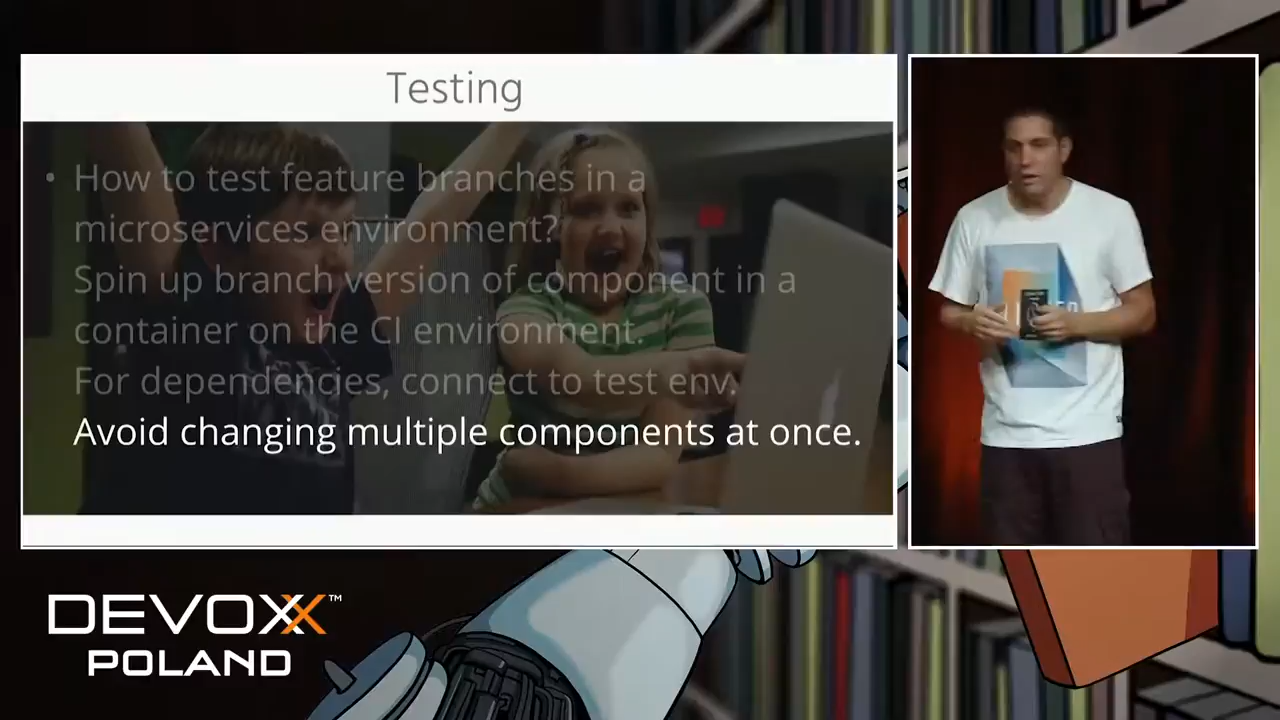 Testing
• How to test feature branches in a
microservices environment?
Spin up branch version of component in a
container on the CI environment.
For dependencies, connect to test env.
Avoid changing multiple components at once.
DEVOXX™
POLAND